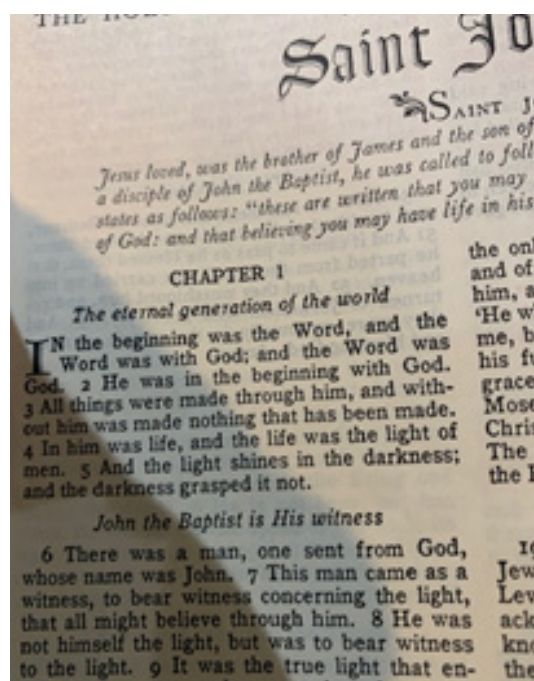 THE HOL
Saint Jo
SAINT J
Jesus loved, was the brother of James and the son of
a disciple of John the Baptist, he was called to foll
states as follows: "these are written that you may
of God: and that believing you may have life in his
CHAPTER 1
The eternal generation of the world
IN the beginning was the Word, and the
Word was with God; and the Word was
God. 2 He was in the beginning with God.
3 All things were made through him, and with-
out him was made nothing that has been made.
4 In him was life, and the life was the light of
men. 5 And the light shines in the darkness;
and the darkness grasped it not.
John the Baptist is His witness
6 There was a man, one sent from God,
whose name was John. 7 This man came as a
witness, to bear witness concerning the light,
that all might believe through him. 8 He was
not himself the light, but was to bear witness
to the light. 9 It was the true light that en-
the onl
and of
him, a
'He w
me, b
his fu
grace
Mose
Chris
The
the
19
Jew
Lev
ack
kno
the